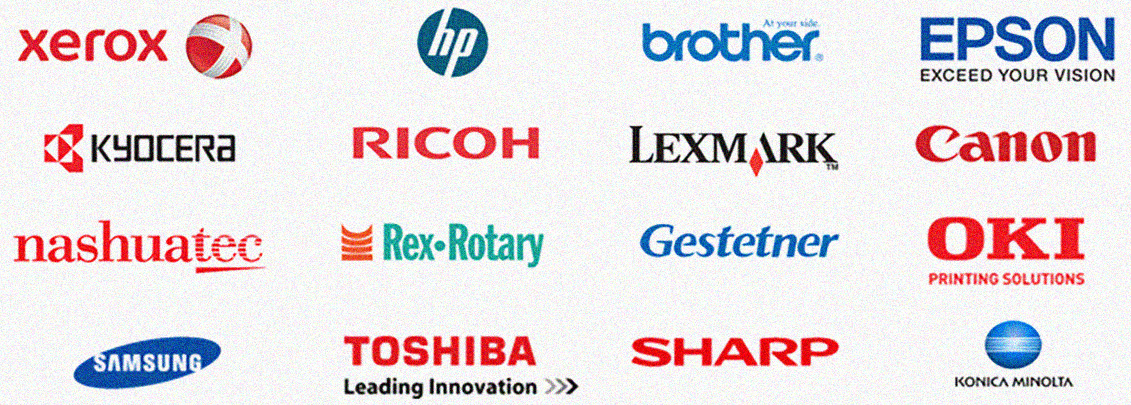 xerox
hp
At your side.
brother®
EPSON
EXCEED YOUR VISION
KYOCERA
RICOH
LEXMARK™
Canon
nashuatec
Rex•Rotary
Gestetner
OKI
PRINTING SOLUTIONS
SAMSUNG
TOSHIBA
Leading Innovation >>>
SHARP
KONICA MINOLTA